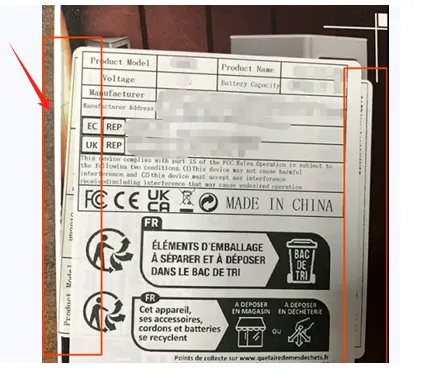 Product Model
Product Name
Voltage
Battery Capacity
Manufacturer
Manufacturer Address
EC REP
UK REP
This device complies with part 15 of the FCC Rules Operation is subject to
the following two conditions:(1)This device may not cause harmful
interference,and (2)this device must accept any interference
received including interference that may cause undesired operation
FC CE UK CA MADE IN CHINA
FR
ÉLÉMENTS D'EMBALLAGE
À SÉPARER ET À DÉPOSER
DANS LE BAC DE TRI
BAC
DE
TRI
FR
Cet appareil,
ses accessoires,
cordons et batteries
se recyclent
À DÉPOSER
EN MAGASIN
OU
À DÉPOSER
EN DÉCHÈTERIE
Points de collecte sur www.quefairedemesdechets.fr
Product Model